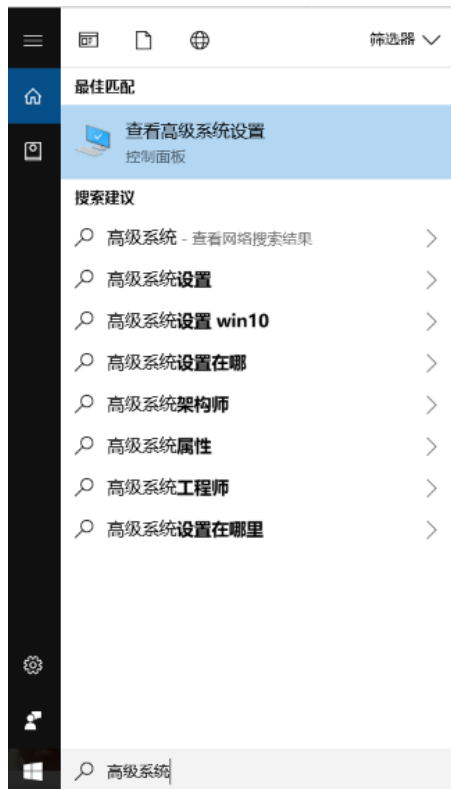 筛选器
最佳匹配
查看高级系统设置
控制面板
搜索建议
高级系统 - 查看网络搜索结果
高级系统设置
高级系统设置 win10
高级系统设置在哪
高级系统架构师
高级系统属性
高级系统工程师
高级系统设置在哪里
高级系统